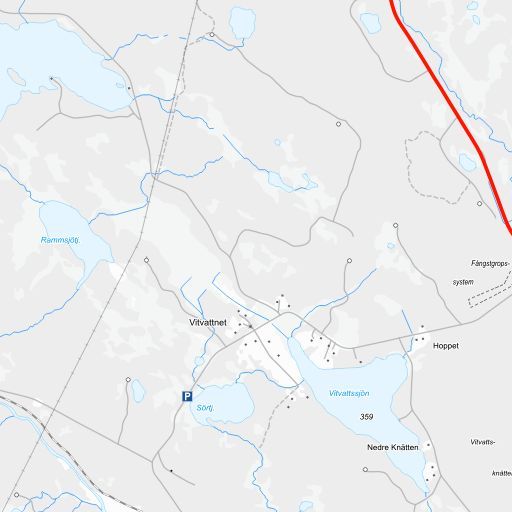 Rammsjötj.
Fångstgrops-
system
Vitvattnet
Hoppet
Vitvattssjön
P
Sörtj.
359
Nedre Knätten
Vitvatts-
knätten